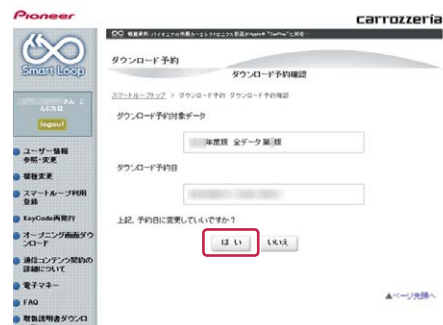 Pioneer
carrozzeria
Smart Loop
ダウンロード予約
ダウンロード予約確認
スマートループトップ > ダウンロード予約 ダウンロード予約確認
ダウンロード予約対象データ
年度版 全データ 第 版
ダウンロード予約日
上記、予約日に変更していいですか?
はい
いいえ
▲ページ先頭へ
logout
ユーザー情報
参照・変更
機種変更
スマートループ利用
登録
KeyCode再発行
オープニング画面ダウ
ンロード
通信コンテンツ契約の
詳細について
電子マネー
FAQ
取扱説明書ダウンロ